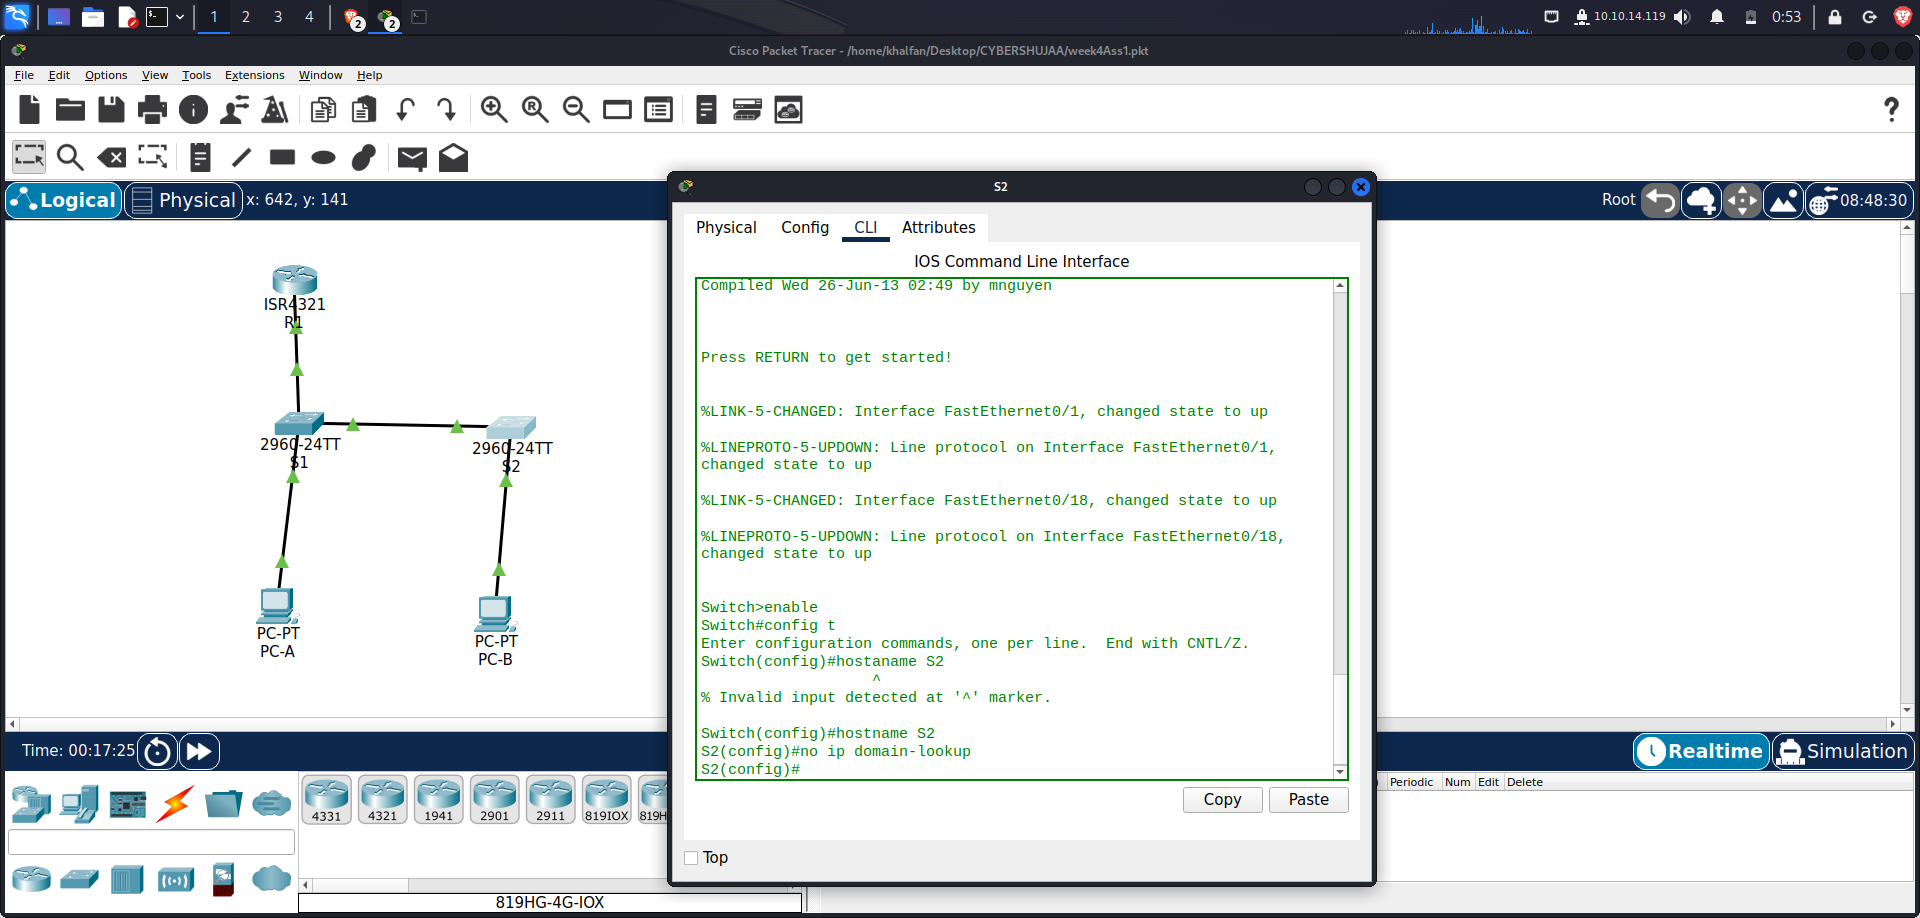 1
2
3
4
2
2
10.10.14.119
0:53
Cisco Packet Tracer - /home/khalfan/Desktop/CYBERSHUJAA/week4Ass1.pkt
File Edit Options View Tools Extensions Window Help
Logical
Physical
x: 642, y: 141
Root
08:48:30
ISR4321
R1
2960-24TT
S1
2960-24TT
S2
PC-PT
PC-A
PC-PT
PC-B
S2
Physical Config CLI Attributes
IOS Command Line Interface
Compiled Wed 26-Jun-13 02:49 by mnguyen
Press RETURN to get started!
%LINK-5-CHANGED: Interface FastEthernet0/1, changed state to up
%LINEPROTO-5-UPDOWN: Line protocol on Interface FastEthernet0/1,
changed state to up
%LINK-5-CHANGED: Interface FastEthernet0/18, changed state to up
%LINEPROTO-5-UPDOWN: Line protocol on Interface FastEthernet0/18,
changed state to up
Switch>enable
Switch#config t
Enter configuration commands, one per line.  End with CNTL/Z.
Switch(config)#hostaname S2
^
% Invalid input detected at '^' marker.
Switch(config)#hostname S2
S2(config)#no ip domain-lookup
S2(config)#
Copy
Paste
Top
Time: 00:17:25
Realtime
Simulation
Periodic Num Edit Delete
4331
4321
1941
2901
2911
819IOX
819H
819HG-4G-IOX